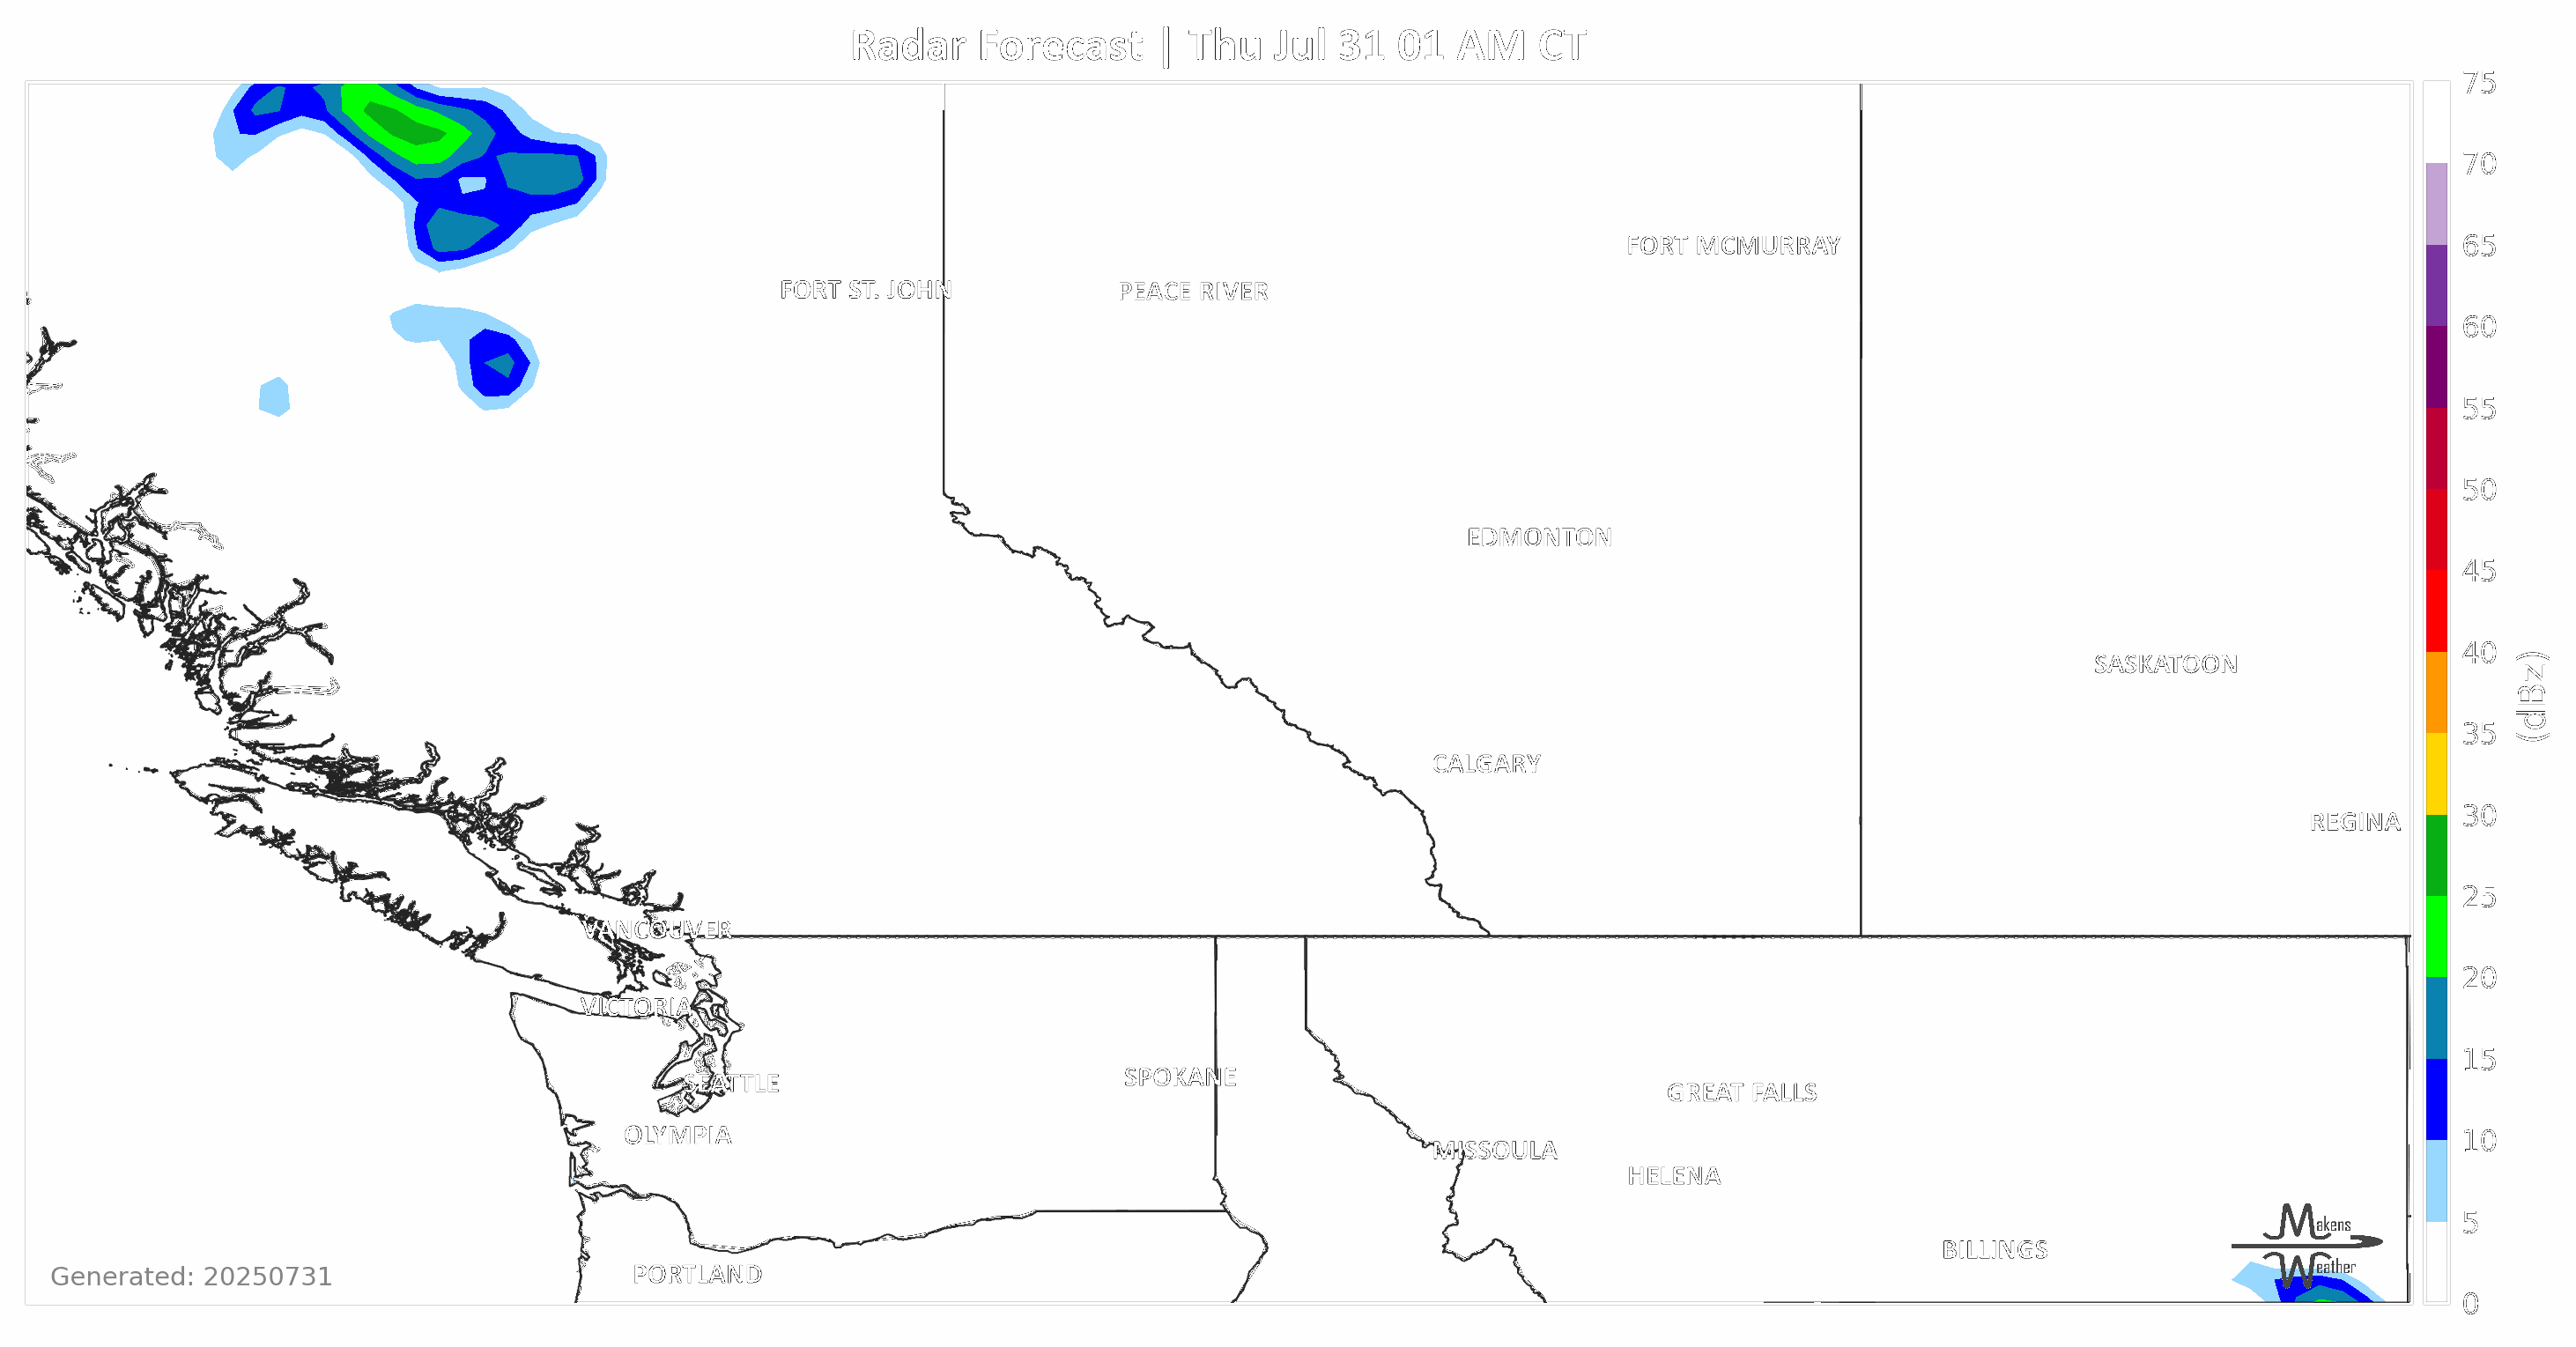 Radar Forecast | Thu Jul 31 01 AM CT
75
70
65
60
55
50
45
40
35
30
25
20
15
10
5
0
(dBz)
FORT MCMURRAY
FORT ST. JOHN
PEACE RIVER
EDMONTON
SASKATOON
CALGARY
REGINA
VANCOUVER
VICTORIA
SEATTLE
SPOKANE
GREAT FALLS
OLYMPIA
MISSOULA
HELENA
BILLINGS
PORTLAND
Makens
Weather
Generated: 20250731